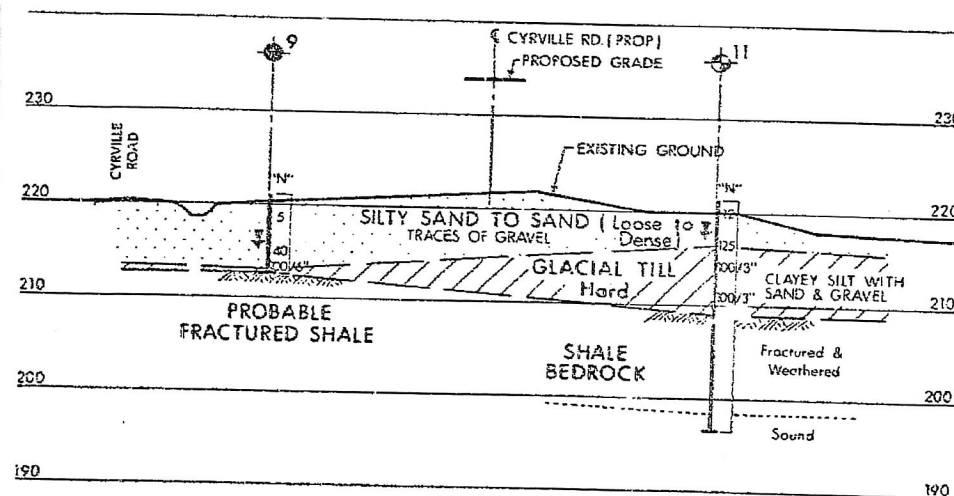 9
℄ CYRVILLE RD. (PROP)
PROPOSED GRADE
11
230
230
CYRVILLE ROAD
EXISTING GROUND
"N"
"N"
220
220
5
SILTY SAND TO SAND (Loose to Dense)
TRACES OF GRAVEL
40
125
GLACIAL TILL
Hard
CLAYEY SILT WITH
SAND & GRAVEL
210
210
PROBABLE
FRACTURED SHALE
SHALE
BEDROCK
Fractured &
Weathered
200
200
Sound
190
190